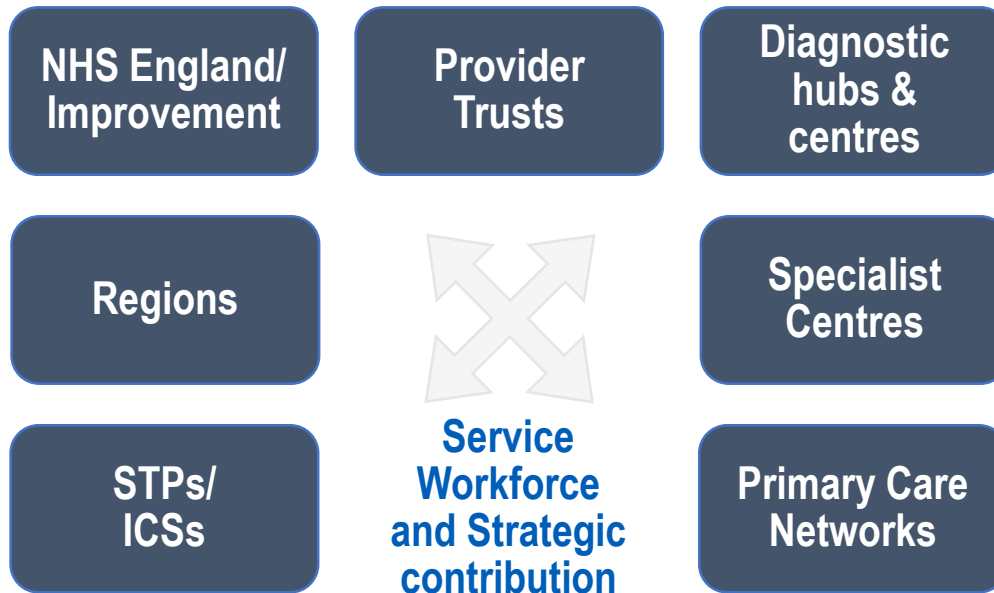 NHS England/
Improvement
Provider
Trusts
Diagnostic
hubs &
centres
Regions
Specialist
Centres
STPs/
ICSs
Service
Workforce
and Strategic
contribution
Primary Care
Networks